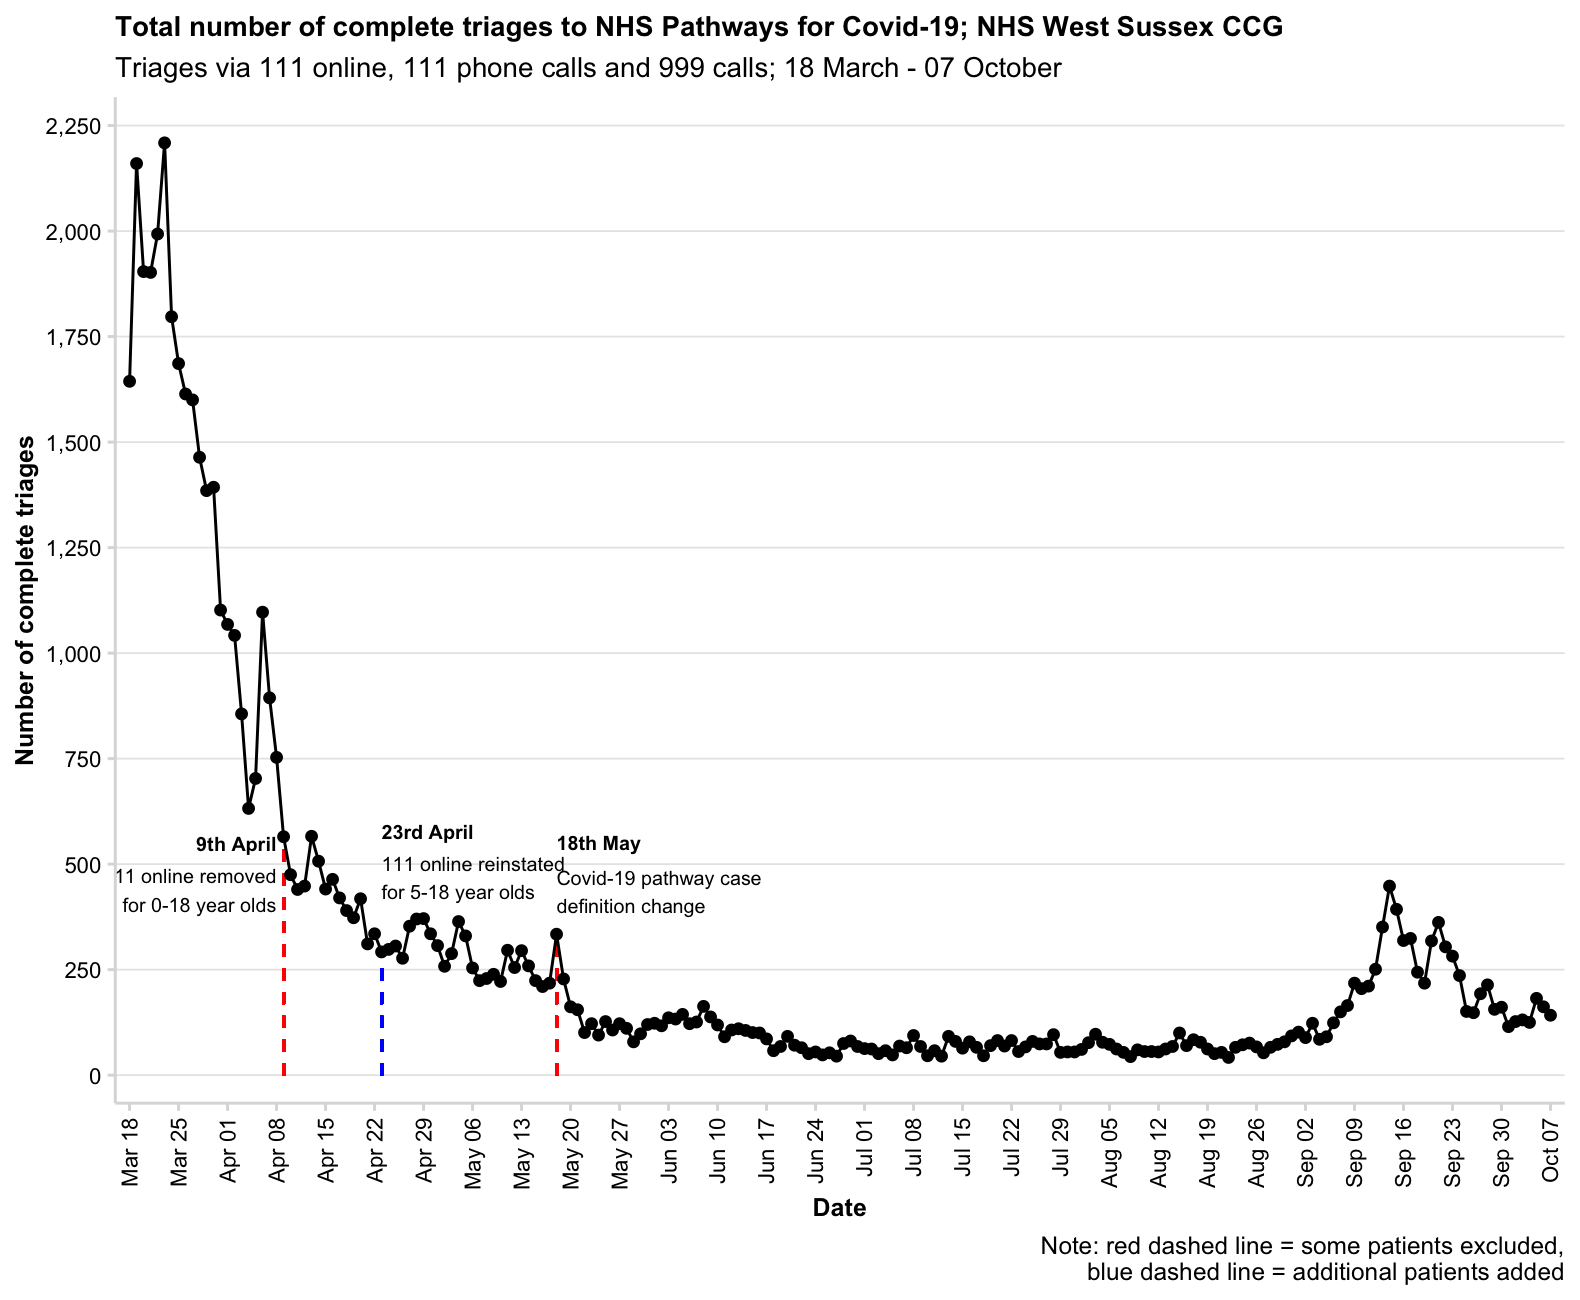 Total number of complete triages to NHS Pathways for Covid-19; NHS West Sussex CCG
Triages via 111 online, 111 phone calls and 999 calls; 18 March - 07 October
Number of complete triages
2,250
2,000
1,750
1,500
1,250
1,000
750
500
250
0
9th April
11 online removed
for 0-18 year olds
23rd April
111 online reinstated
for 5-18 year olds
18th May
Covid-19 pathway case
definition change
Mar 18
Mar 25
Apr 01
Apr 08
Apr 15
Apr 22
Apr 29
May 06
May 13
May 20
May 27
Jun 03
Jun 10
Jun 17
Jun 24
Jul 01
Jul 08
Jul 15
Jul 22
Jul 29
Aug 05
Aug 12
Aug 19
Aug 26
Sep 02
Sep 09
Sep 16
Sep 23
Sep 30
Oct 07
Date
Note: red dashed line = some patients excluded,
blue dashed line = additional patients added